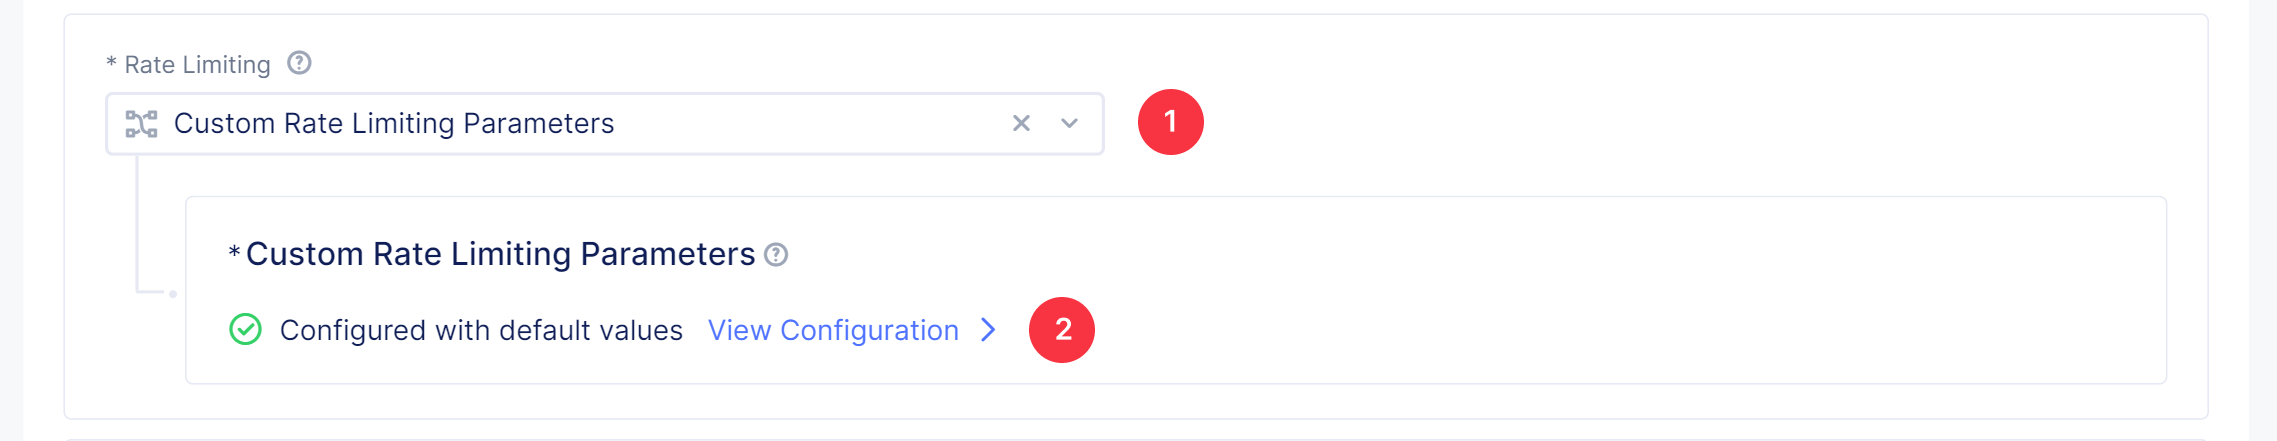 * Rate Limiting ?
Custom Rate Limiting Parameters
1
* Custom Rate Limiting Parameters ?
Configured with default values View Configuration
2